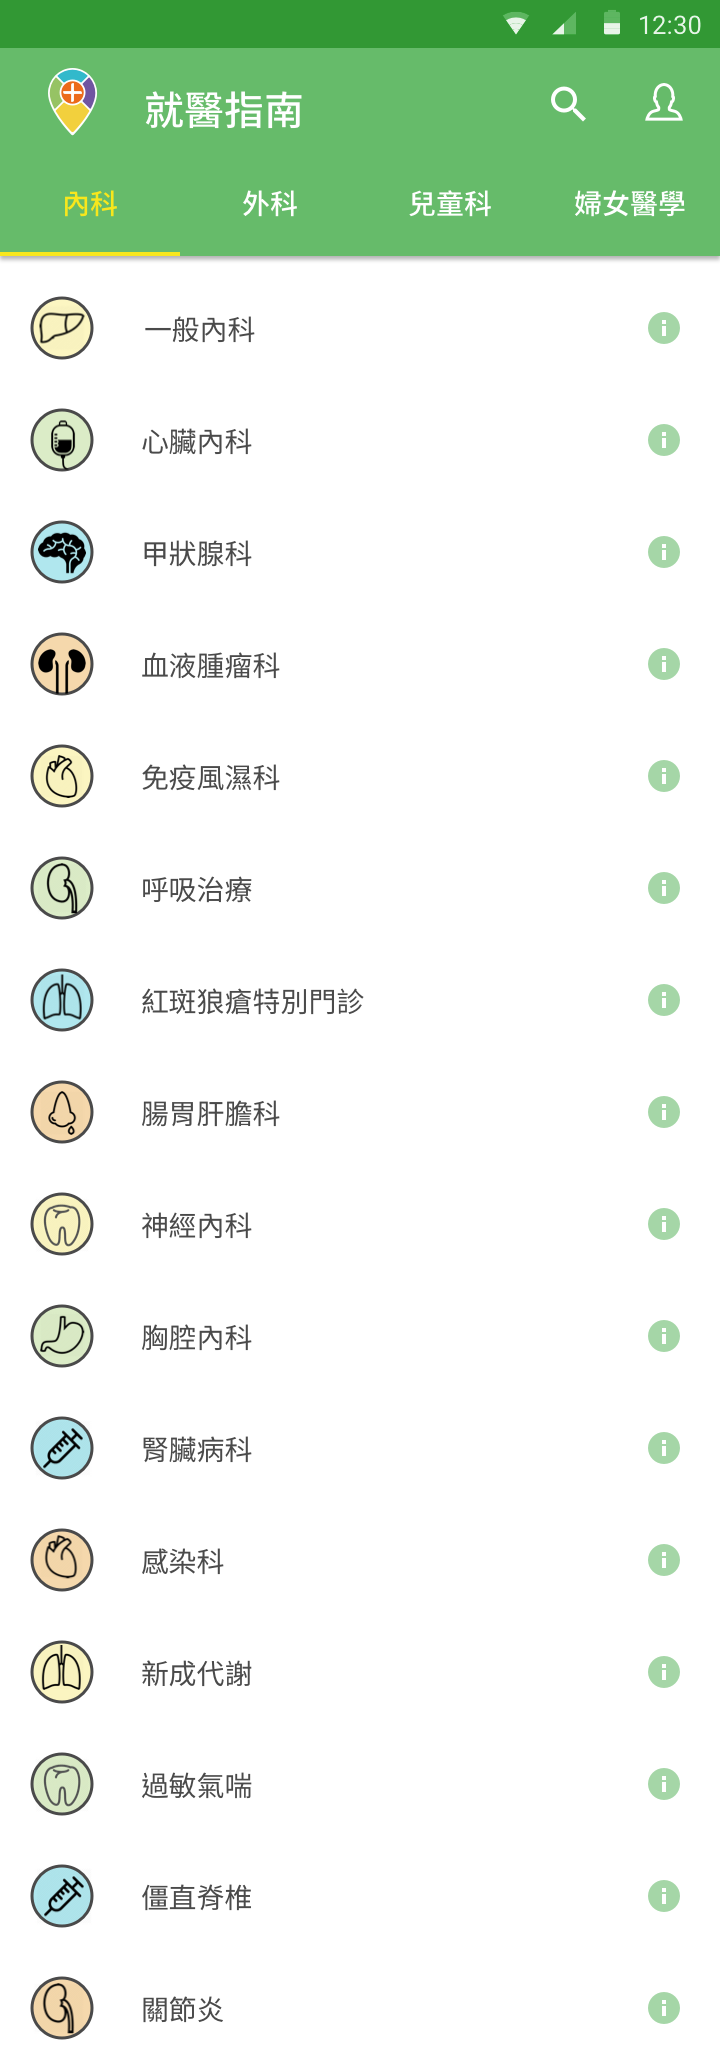 12:30
就醫指南
內科 外科 兒童科 婦女醫學
一般內科
心臟內科
甲狀腺科
血液腫瘤科
免疫風濕科
呼吸治療
紅斑狼瘡特別門診
腸胃肝膽科
神經內科
胸腔內科
腎臟病科
感染科
新成代謝
過敏氣喘
僵直脊椎
關節炎